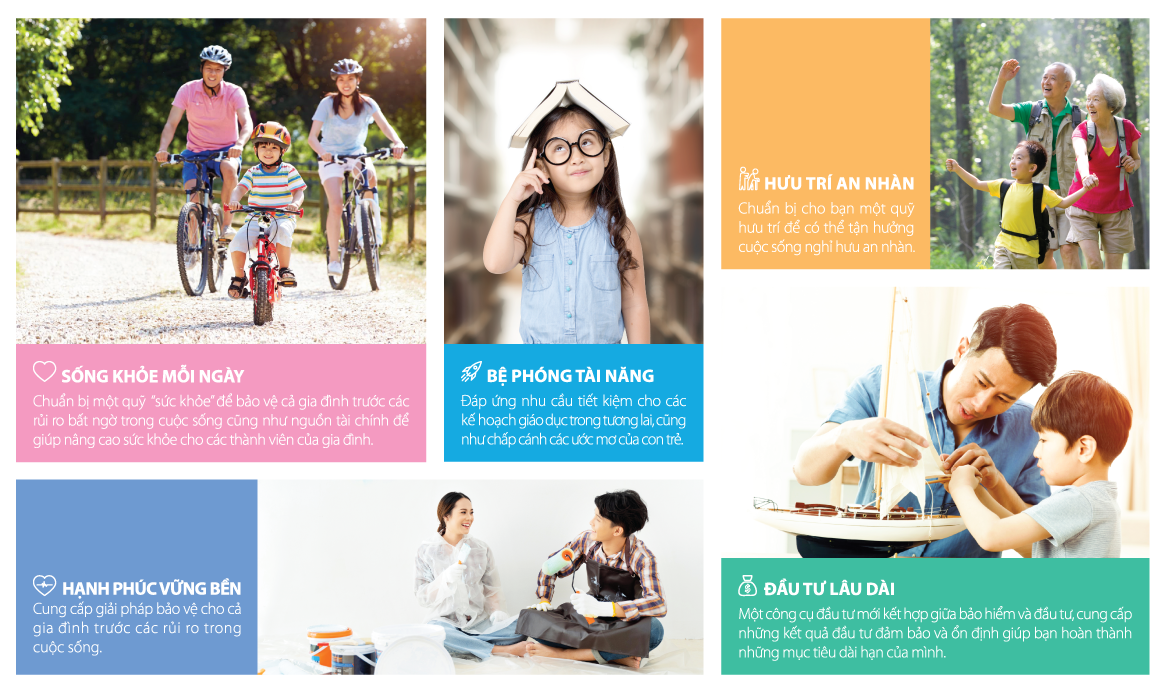 SỐNG KHỎE MỖI NGÀY
Chuẩn bị một quỹ "sức khỏe" để bảo vệ cả gia đình trước các
rủi ro bất ngờ trong cuộc sống cũng như nguồn tài chính để
giúp nâng cao sức khỏe cho các thành viên của gia đình.
BỆ PHÓNG TÀI NĂNG
Đáp ứng nhu cầu tiết kiệm cho các
kế hoạch giáo dục trong tương lai, cũng
như chấp cánh các ước mơ của con trẻ.
HƯU TRÍ AN NHÀN
Chuẩn bị cho bạn một quỹ
hưu trí để có thể tận hưởng
cuộc sống nghỉ hưu an nhàn.
HẠNH PHÚC VỮNG BỀN
Cung cấp giải pháp bảo vệ cho cả
gia đình trước các rủi ro trong
cuộc sống.
ĐẦU TƯ LÂU DÀI
Một công cụ đầu tư mới kết hợp giữa bảo hiểm và đầu tư, cung cấp
những kết quả đầu tư đảm bảo và ổn định giúp bạn hoàn thành
những mục tiêu dài hạn của mình.